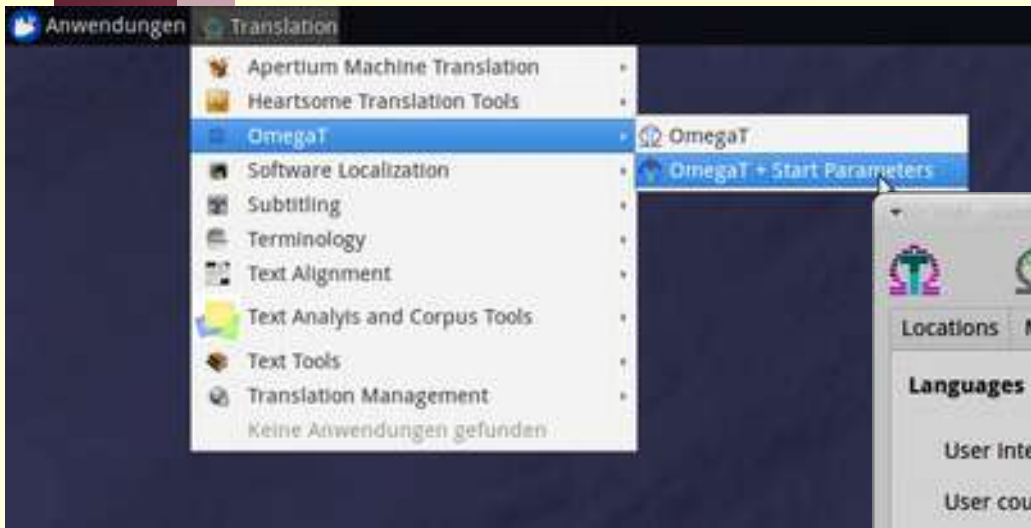 Anwendungen Translation
Apertium Machine Translation
Heartsome Translation Tools
OmegaT
OmegaT
OmegaT + Start Parameters
Software Localization
Subtitling
Terminology
Text Alignment
Text Analyis and Corpus Tools
Text Tools
Translation Management
Keine Anwendungen gefunden
Locations
Languages
User Inte
User cou